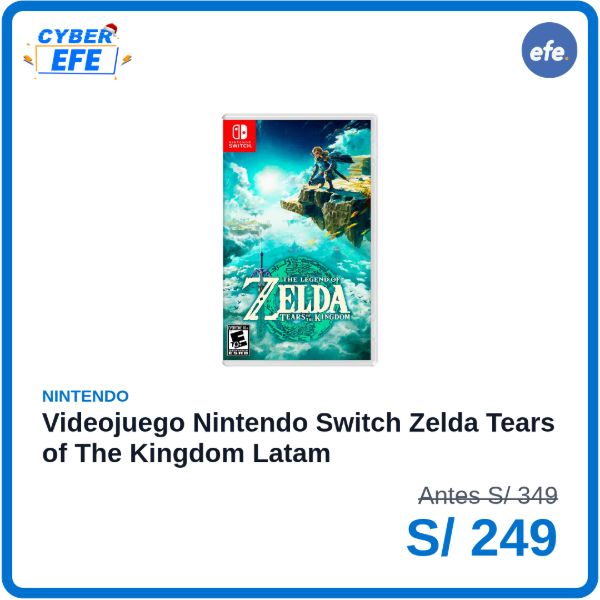 CYBER
EFE
efe.
NINTENDO
SWITCH
THE LEGEND OF
ZELDA
TEARS OF THE KINGDOM
E
ESRB
NINTENDO
Videojuego Nintendo Switch Zelda Tears
of The Kingdom Latam
Antes S/ 349
S/ 249